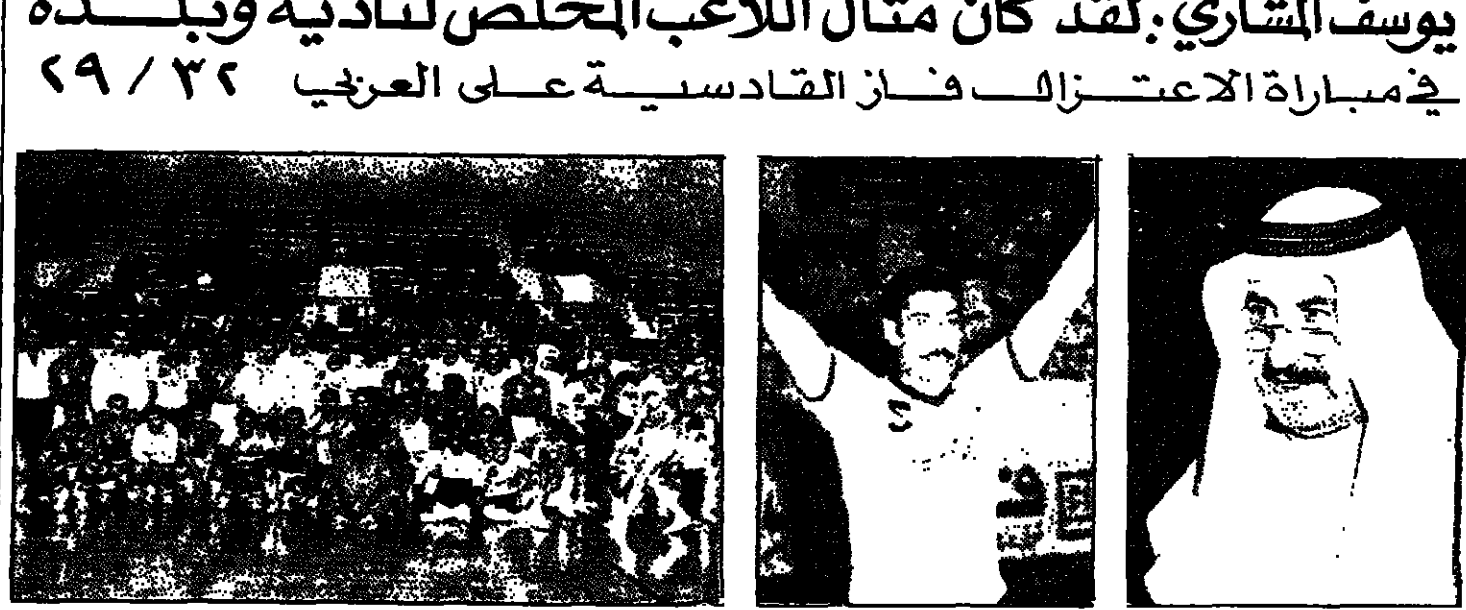 يوسف المشاري: لقد كان مثال اللاعب المخلص لناديه وبلده
في مباراة الاعتزال فاز القادسية على العربي ٣٢ / ٢٩